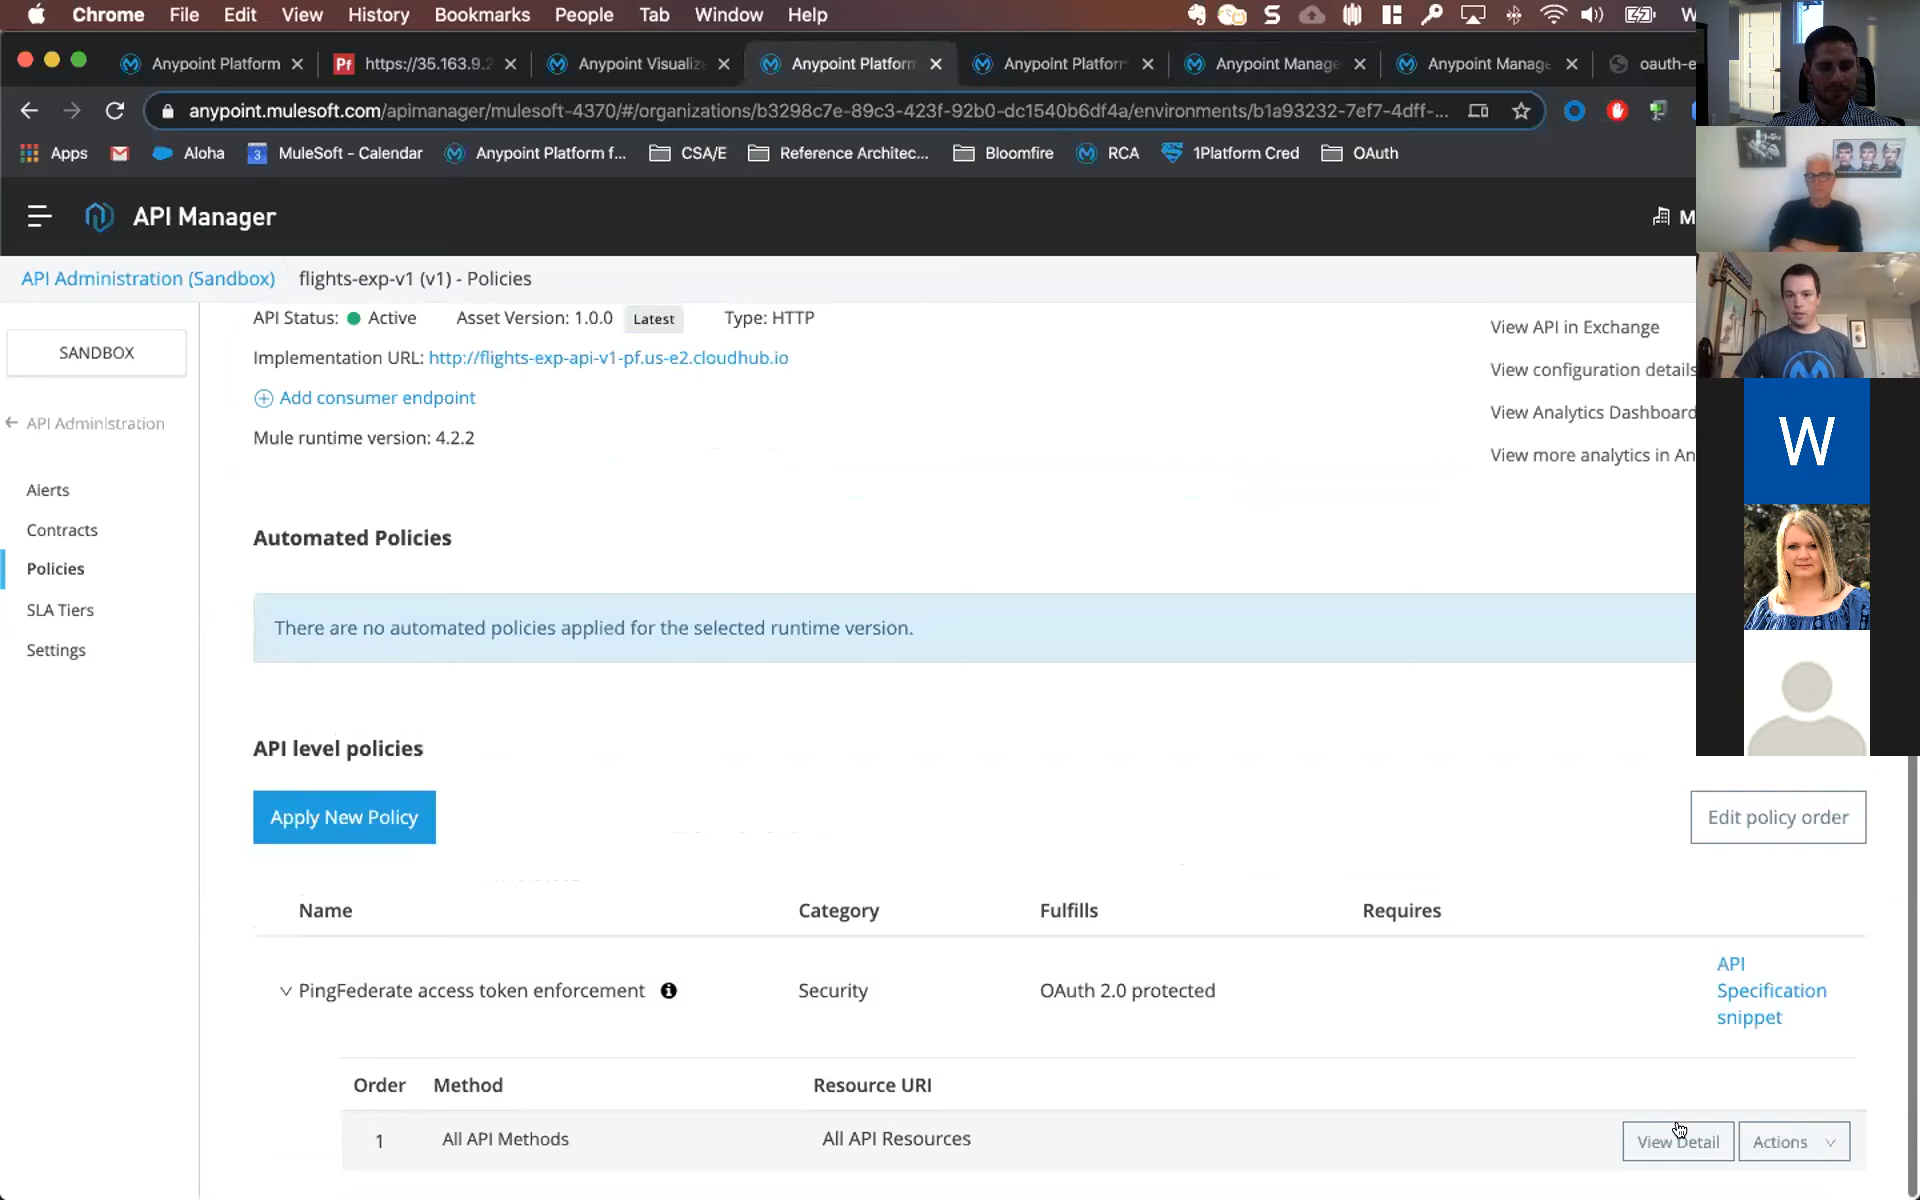 Chrome File Edit View History Bookmarks People Tab Window Help
Anypoint Platform
https://35.163.9.2
Anypoint Visualize
Anypoint Platform
Anypoint Platform
Anypoint Manage
Anypoint Manage
oauth-e
anypoint.mulesoft.com/apimanager/mulesoft-4370/#/organizations/b3298c7e-89c3-423f-92b0-dc1540b6df4a/environments/b1a93232-7ef7-4dff-...
Apps Aloha MuleSoft - Calendar Anypoint Platform f... CSA/E Reference Architec... Bloomfire RCA 1Platform Cred OAuth
API Manager
M
API Administration (Sandbox) flights-exp-v1 (v1) - Policies
SANDBOX
API Administration
Alerts
Contracts
Policies
SLA Tiers
Settings
API Status: Active Asset Version: 1.0.0 Latest Type: HTTP
Implementation URL: http://flights-exp-api-v1-pf.us-e2.cloudhub.io
Add consumer endpoint
Mule runtime version: 4.2.2
View API in Exchange
View configuration details
View Analytics Dashboard
View more analytics in An
W
Automated Policies
There are no automated policies applied for the selected runtime version.
API level policies
Apply New Policy
Edit policy order
Name Category Fulfills Requires
PingFederate access token enforcement Security OAuth 2.0 protected
API
Specification
snippet
Order Method Resource URI
1 All API Methods All API Resources View Detail Actions